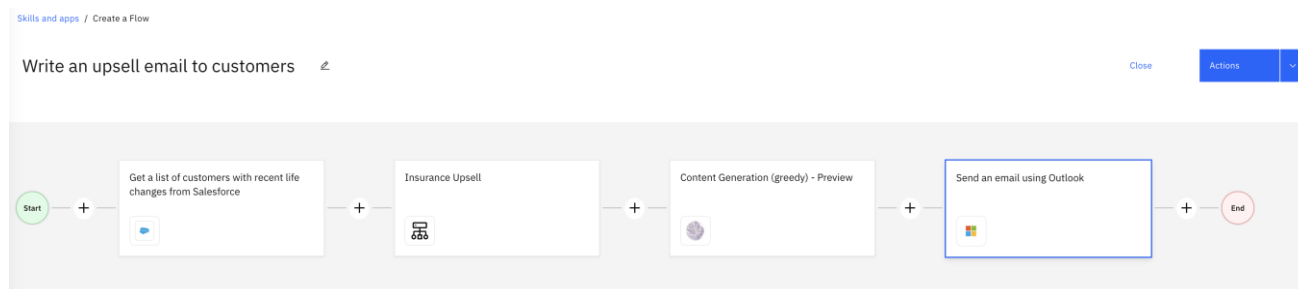 Skills and apps / Create a Flow
Write an upsell email to customers
Close
Actions
Start
Get a list of customers with recent life
changes from Salesforce
Insurance Upsell
Content Generation (greedy) - Preview
Send an email using Outlook
End